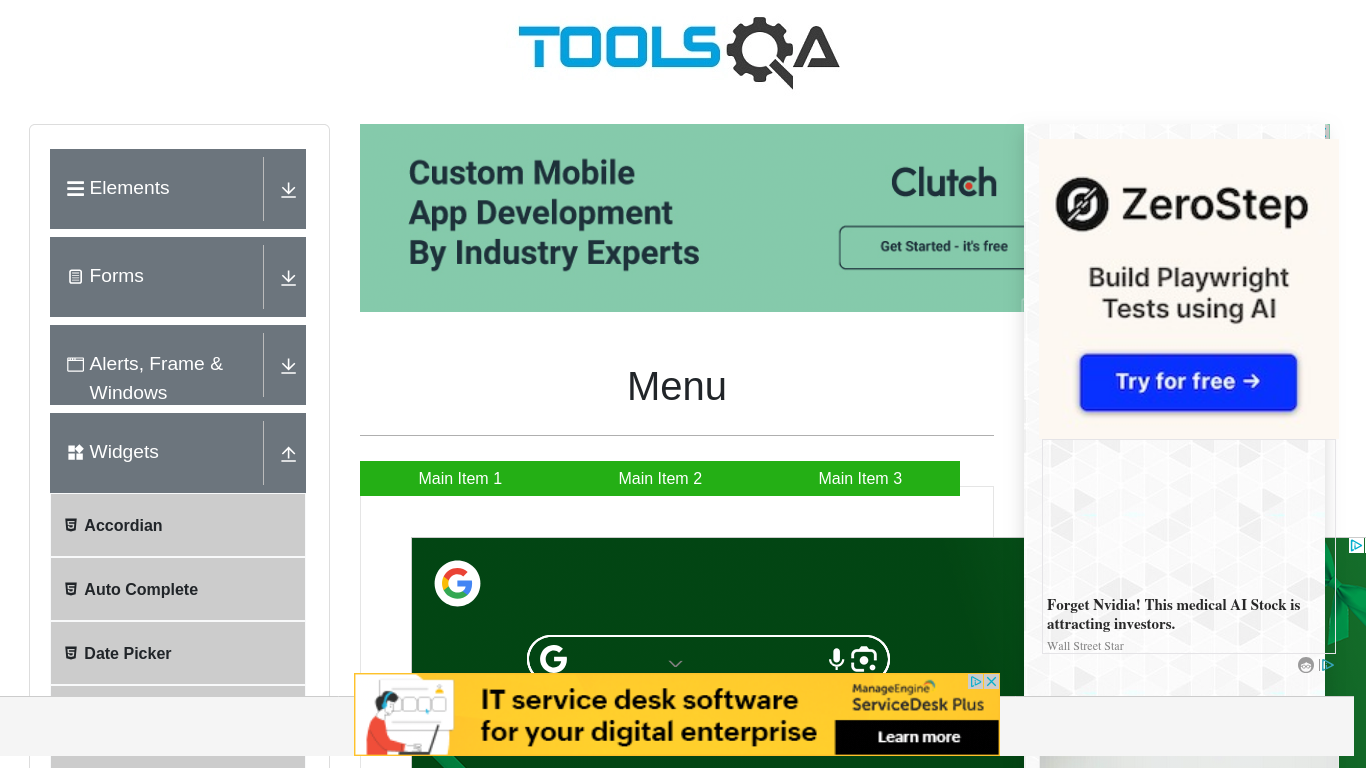 TOOLSQA
Elements
Forms
Alerts, Frame &
Windows
Widgets
Accordian
Auto Complete
Date Picker
Custom Mobile
App Development
By Industry Experts
Clutch
Get Started - it's free
Menu
Main Item 1
Main Item 2
Main Item 3
ZeroStep
Build Playwright
Tests using AI
Try for free →
Forget Nvidia! This medical AI Stock is
attracting investors.
Wall Street Star
IT service desk software
for your digital enterprise
ManageEngine
ServiceDesk Plus
Learn more